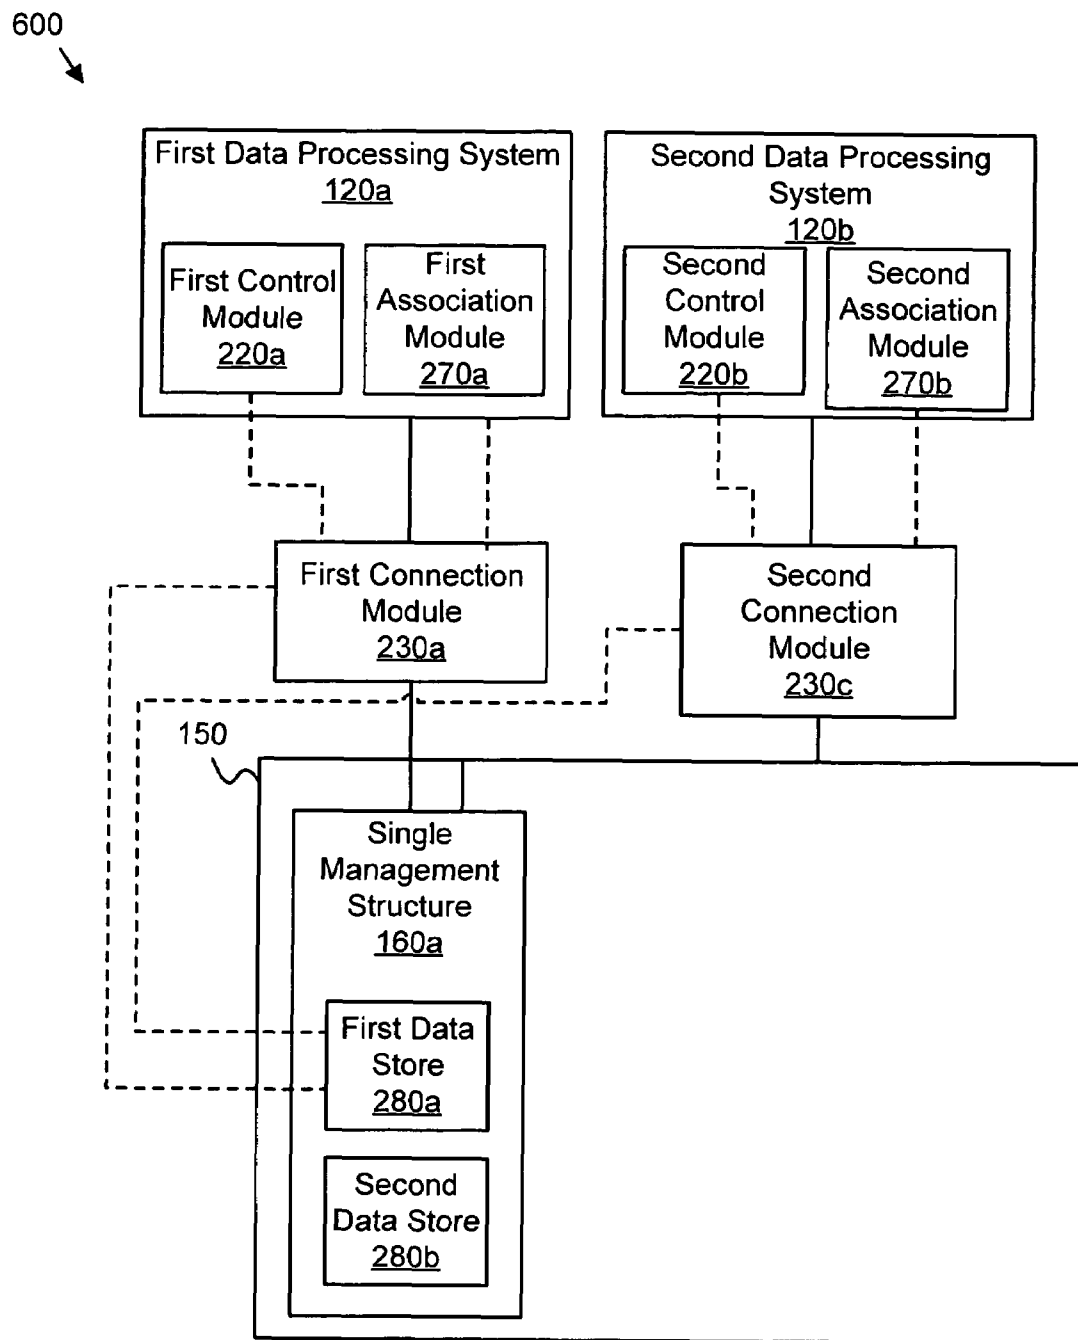 600
First Data Processing System
120a
First Control
Module
220a
First
Association
Module
270a
Second Data Processing
System
120b
Second
Control
Module
220b
Second
Association
Module
270b
First Connection
Module
230a
Second
Connection
Module
230c
150
Single
Management
Structure
160a
First Data
Store
280a
Second
Data Store
280b